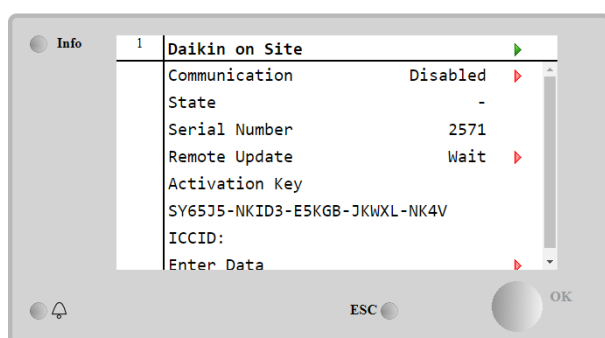 Info
1 Daikin on Site
Communication Disabled
State -
Serial Number 2571
Remote Update Wait
Activation Key
SY65J5-NKID3-E5KGB-JKWXL-NK4V
ICCID:
Enter Data
ESC
OK